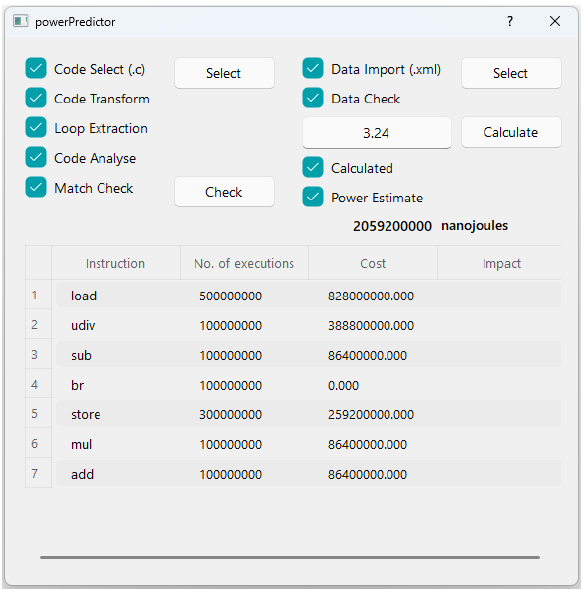 powerPredictor ?
Code Select (.c) Select Data Import (.xml) Select
Code Transform Data Check
Loop Extraction 3.24 Calculate
Code Analyse Calculated
Match Check Check Power Estimate
2059200000 nanojoules
Instruction No. of executions Cost Impact
1 load 500000000 828000000.000
2 udiv 100000000 388800000.000
3 sub 100000000 86400000.000
4 br 100000000 0.000
5 store 300000000 259200000.000
6 mul 100000000 86400000.000
7 add 100000000 86400000.000